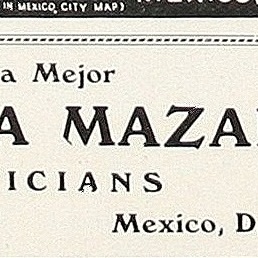 IN MEXICO CITY MAP)
a Mejor
A MAZA
ICIANS
Mexico, D